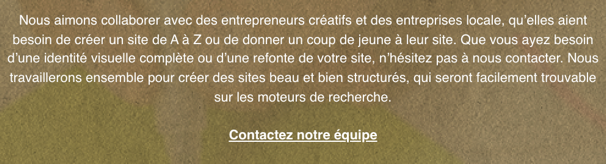 Nous aimons collaborer avec des entrepreneurs créatifs et des entreprises locale, qu’elles aient
besoin de créer un site de A à Z ou de donner un coup de jeune à leur site. Que vous ayez besoin
d’une identité visuelle complète ou d’une refonte de votre site, n’hésitez pas à nous contacter. Nous
travaillerons ensemble pour créer des sites beau et bien structurés, qui seront facilement trouvable
sur les moteurs de recherche.
Contactez notre équipe